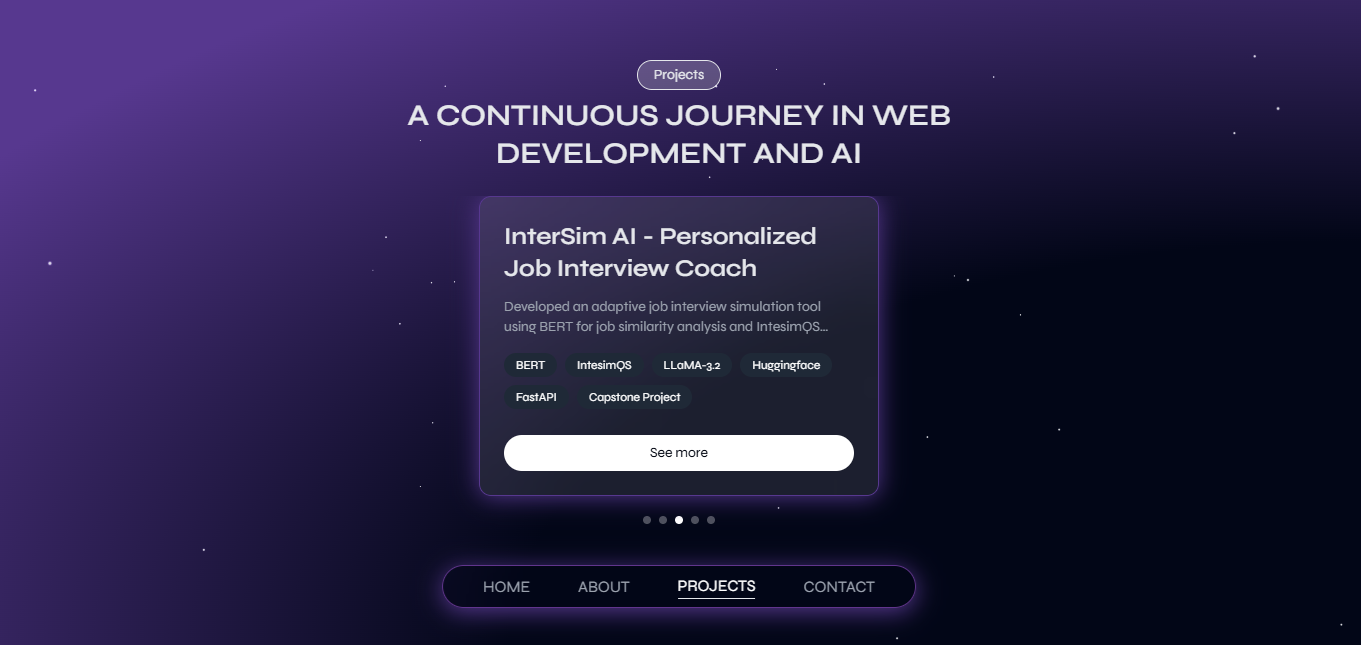 Projects
A CONTINUOUS JOURNEY IN WEB
DEVELOPMENT AND AI
InterSim AI - Personalized
Job Interview Coach
Developed an adaptive job interview simulation tool
using BERT for job similarity analysis and IntesimQS...
BERT IntesimQS LLaMA-3.2 Huggingface
FastAPI Capstone Project
See more
HOME ABOUT PROJECTS CONTACT